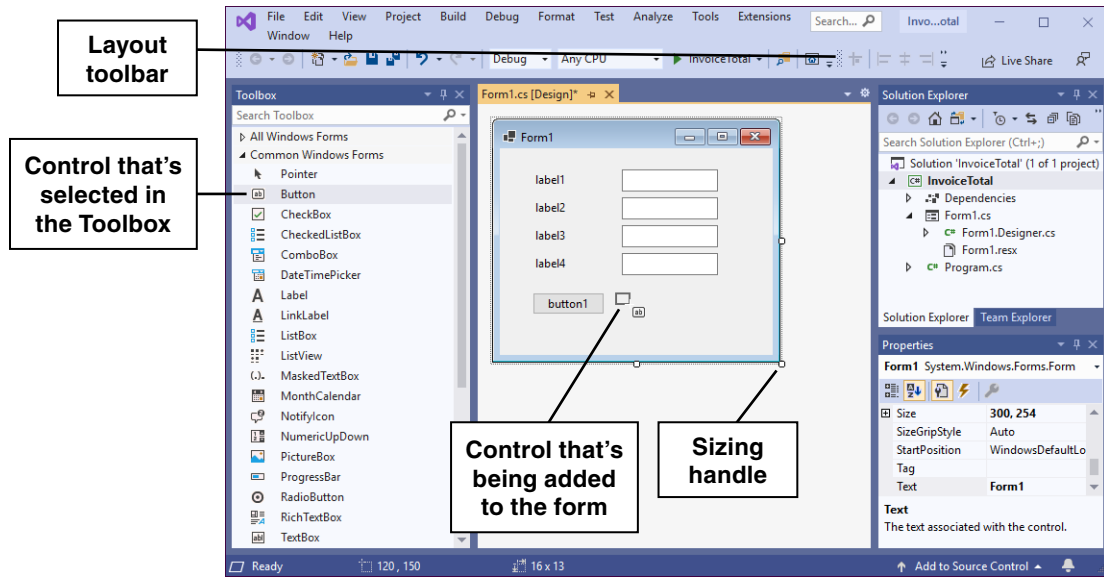 File Edit View Project Build Debug Format Test Analyze Tools Extensions Search... Invo...otal
Window Help
Layout
toolbar
Debug Any CPU InvoiceTotal Live Share
Toolbox
Search Toolbox
All Windows Forms
Common Windows Forms
Pointer
Button
CheckBox
CheckedListBox
ComboBox
DateTimePicker
Label
LinkLabel
ListBox
ListView
MaskedTextBox
MonthCalendar
NotifyIcon
NumericUpDown
PictureBox
ProgressBar
RadioButton
RichTextBox
TextBox
Control that's
selected in
the Toolbox
Form1.cs [Design]*
Form1
label1
label2
label3
label4
button1
Control that's
being added
to the form
Sizing
handle
Solution Explorer
Search Solution Explorer (Ctrl+;)
Solution 'InvoiceTotal' (1 of 1 project)
InvoiceTotal
Dependencies
Form1.cs
Form1.Designer.cs
Form1.resx
Program.cs
Solution Explorer Team Explorer
Properties
Form1 System.Windows.Forms.Form
Size 300, 254
SizeGripStyle Auto
StartPosition WindowsDefaultLo
Tag
Text Form1
Text
The text associated with the control.
Ready 120 , 150 16 x 13 Add to Source Control